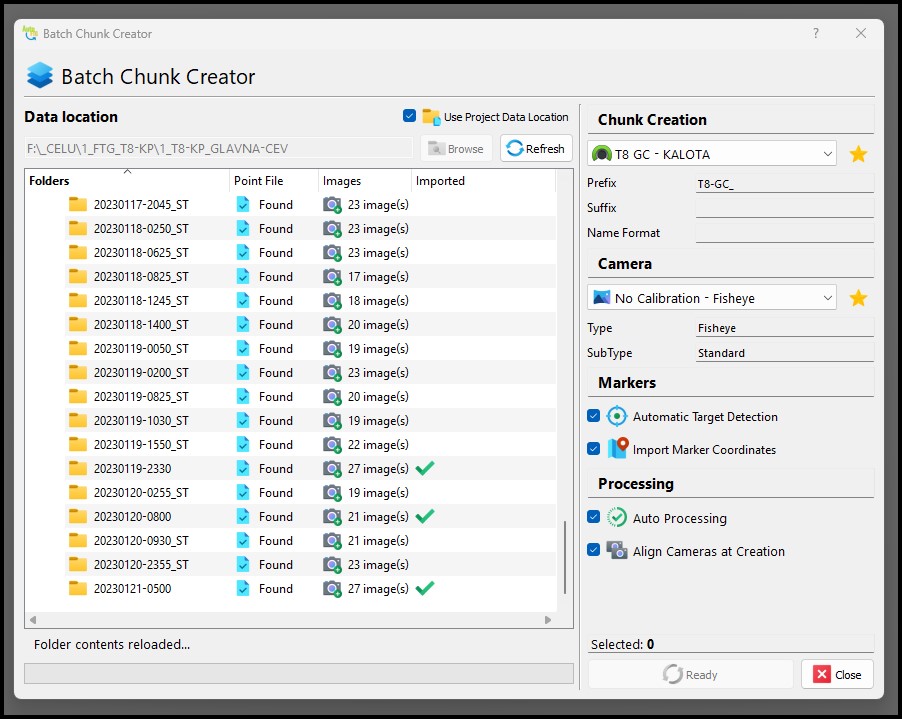 Batch Chunk Creator
?
Batch Chunk Creator
Data location
Use Project Data Location
F:\_CELU\1_FTG_T8-KP\1_T8-KP_GLAVNA-CEV
Browse
Refresh
Folders Point File Images Imported
20230117-2045_ST Found 23 image(s)
20230118-0250_ST Found 23 image(s)
20230118-0625_ST Found 23 image(s)
20230118-0825_ST Found 17 image(s)
20230118-1245_ST Found 18 image(s)
20230118-1400_ST Found 20 image(s)
20230119-0050_ST Found 19 image(s)
20230119-0200_ST Found 23 image(s)
20230119-0825_ST Found 20 image(s)
20230119-1030_ST Found 19 image(s)
20230119-1550_ST Found 22 image(s)
20230119-2330 Found 27 image(s)
20230120-0255_ST Found 19 image(s)
20230120-0800 Found 21 image(s)
20230120-0930_ST Found 21 image(s)
20230120-2355_ST Found 23 image(s)
20230121-0500 Found 27 image(s)
Folder contents reloaded...
Chunk Creation
T8 GC - KALOTA
Prefix T8-GC_
Suffix
Name Format
Camera
No Calibration - Fisheye
Type Fisheye
SubType Standard
Markers
Automatic Target Detection
Import Marker Coordinates
Processing
Auto Processing
Align Cameras at Creation
Selected: 0
Ready
Close